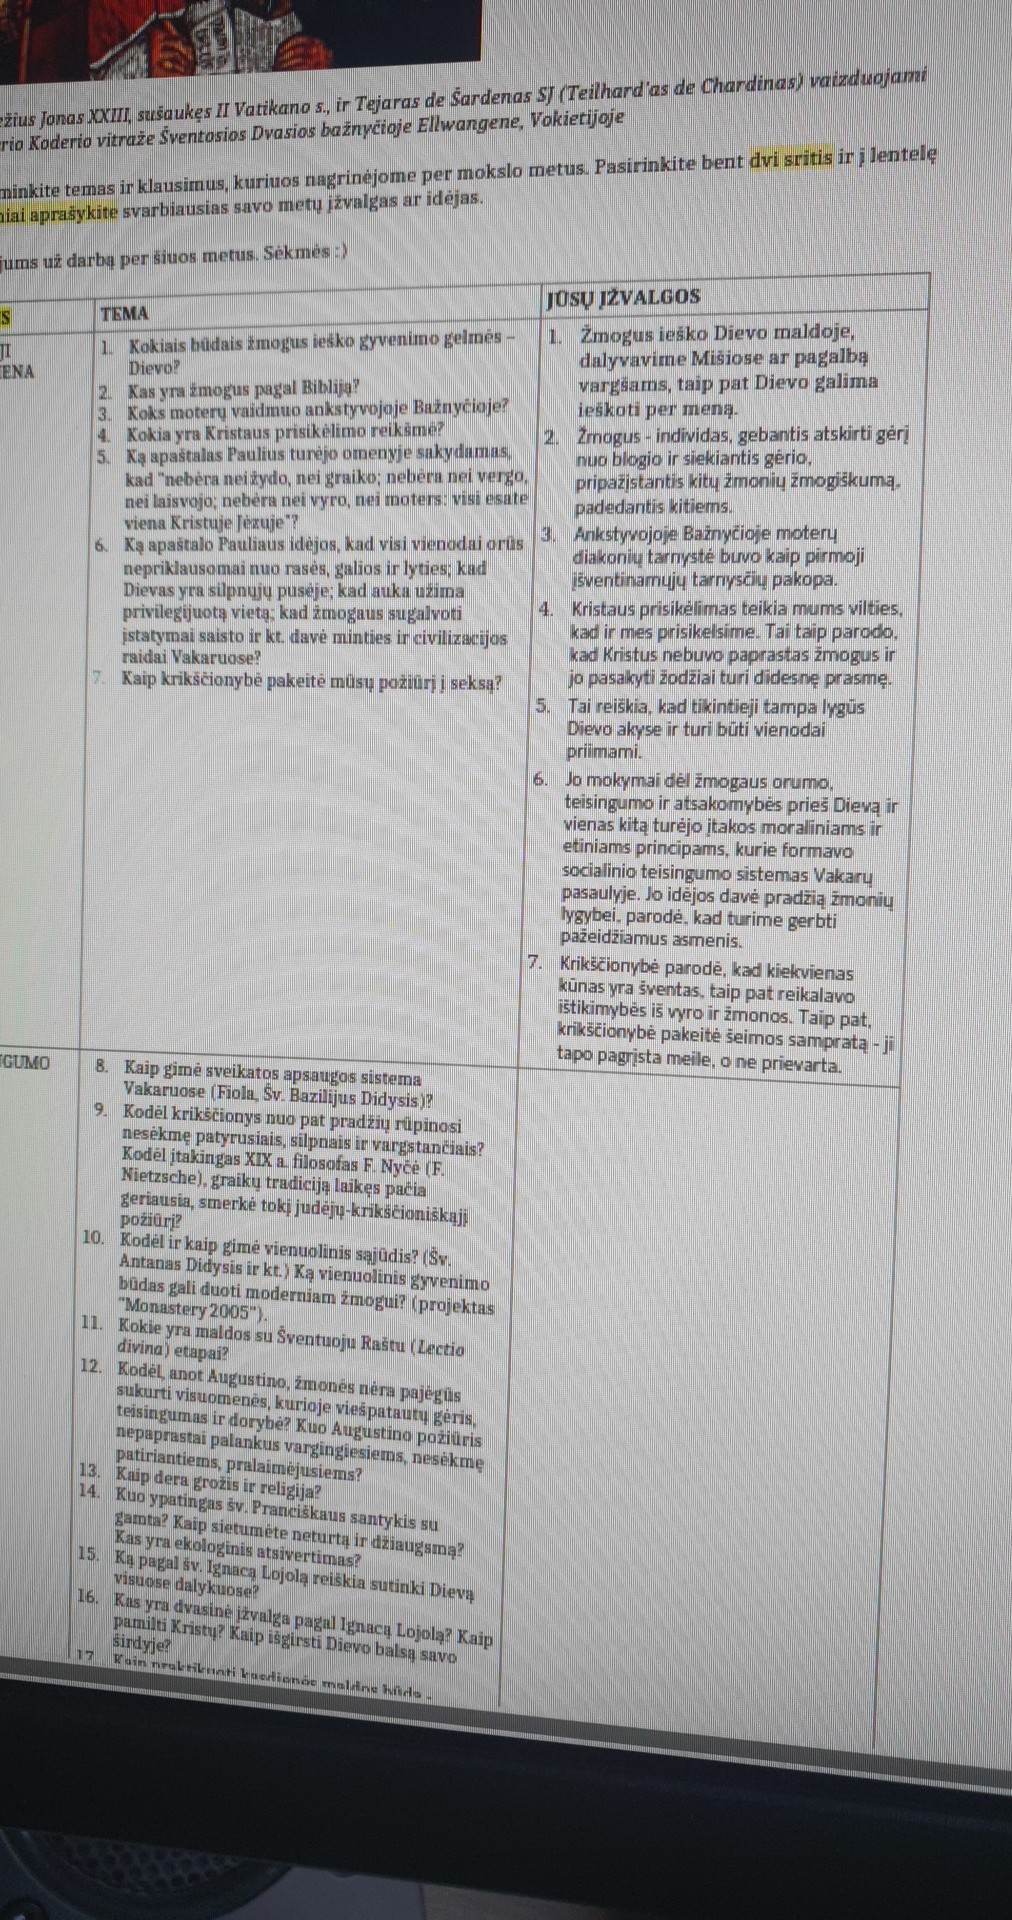 ežius Jonas XXIII, sušaukęs II Vatikano s., ir Tejaras de Šardenas SJ (Teilhard'as de Chardinas) vaizduojami
rio Koderio vitraže Šventosios Dvasios bažnyčioje Ellwangene, Vokietijoje
minkite temas ir klausimus, kuriuos nagrinėjome per mokslo metus. Pasirinkite bent dvi sritis ir į lentelę
niai aprašykite svarbiausias savo metų įžvalgas ar idėjas.
jums už darbą per šiuos metus. Sėkmės :)
S
TEMA
JŪSŲ ĮŽVALGOS
JI
ENA
1. Kokiais būdais žmogus ieško gyvenimo gelmės –
Dievo?
2. Kas yra žmogus pagal Bibliją?
3. Koks moterų vaidmuo ankstyvojoje Bažnyčioje?
4. Kokia yra Kristaus prisikėlimo reikšmė?
5. Ką apaštalas Paulius turėjo omenyje sakydamas,
kad "nebėra nei žydo, nei graiko; nebėra nei vergo,
nei laisvojo; nebėra nei vyro, nei moters: visi esate
viena Kristuje Jėzuje"?
6. Ką apaštalo Pauliaus idėjos, kad visi vienodai orūs
nepriklausomai nuo rasės, galios ir lyties; kad
Dievas yra silpnųjų pusėje; kad auka užima
privilegijuotą vietą; kad žmogaus sugalvoti
įstatymai saisto ir kt. davė minties ir civilizacijos
raidai Vakaruose?
7. Kaip krikščionybė pakeitė mūsų požiūrį į seksą?
1. Žmogus ieško Dievo maldoje,
dalyvavime Mišiose ar pagalbą
vargšams, taip pat Dievo galima
ieškoti per meną.
2. Žmogus - individas, gebantis atskirti gėrį
nuo blogio ir siekiantis gėrio,
pripažįstantis kitų žmonių žmogiškumą,
padedantis kitiems.
3. Ankstyvojoje Bažnyčioje moterų
diakonių tarnystė buvo kaip pirmoji
įšventinamųjų tarnysčių pakopa.
4. Kristaus prisikėlimas teikia mums vilties,
kad ir mes prisikelsime. Tai taip parodo,
kad Kristus nebuvo paprastas žmogus ir
jo pasakyti žodžiai turi didesnę prasmę.
5. Tai reiškia, kad tikintieji tampa lygūs
Dievo akyse ir turi būti vienodai
priimami.
6. Jo mokymai dėl žmogaus orumo,
teisingumo ir atsakomybės prieš Dievą ir
vienas kitą turėjo įtakos moraliniams ir
etiniams principams, kurie formavo
socialinio teisingumo sistemas Vakarų
pasaulyje. Jo idėjos davė pradžią žmonių
lygybei, parodė, kad turime gerbti
pažeidžiamus asmenis.
7. Krikščionybė parodė, kad kiekvienas
kūnas yra šventas, taip pat reikalavo
ištikimybės iš vyro ir žmonos. Taip pat,
krikščionybė pakeitė šeimos sampratą - ji
tapo pagrįsta meile, o ne prievarta.
GUMO
8. Kaip gimė sveikatos apsaugos sistema
Vakaruose (Fiola, Šv. Bazilijus Didysis)?
9. Kodėl krikščionys nuo pat pradžių rūpinosi
nesėkmę patyrusiais, silpnais ir vargstančiais?
Kodėl įtakingas XIX a. filosofas F. Nyčė (F.
Nietzsche), graikų tradiciją laikęs pačia
geriausia, smerkė tokį judėjų-krikščioniškąjį
požiūrį?
10. Kodėl ir kaip gimė vienuolinis sąjūdis? (Šv.
Antanas Didysis ir kt.) Ką vienuolinis gyvenimo
būdas gali duoti moderniam žmogui? (projektas
"Monastery 2005").
11. Kokie yra maldos su Šventuoju Raštu (Lectio
divina) etapai?
12. Kodėl, anot Augustino, žmonės nėra pajėgūs
sukurti visuomenės, kurioje viešpatautų gėris,
teisingumas ir dorybė? Kuo Augustino požiūris
nepaprastai palankus vargingiesiems, nesėkmę
patiriantiems, pralaimėjusiems?
13. Kaip dera grožis ir religija?
14. Kuo ypatingas šv. Pranciškaus santykis su
gamta? Kaip sietumėte neturtą ir džiaugsmą?
Kas yra ekologinis atsivertimas?
15. Ką pagal šv. Ignacą Lojolą reiškia sutinki Dievą
visuose dalykuose?
16. Kas yra dvasinė įžvalga pagal Ignacą Lojolą? Kaip
pamilti Kristų? Kaip išgirsti Dievo balsą savo
širdyje?
17 Kaip praktikuoti kasdienės maldos būdą